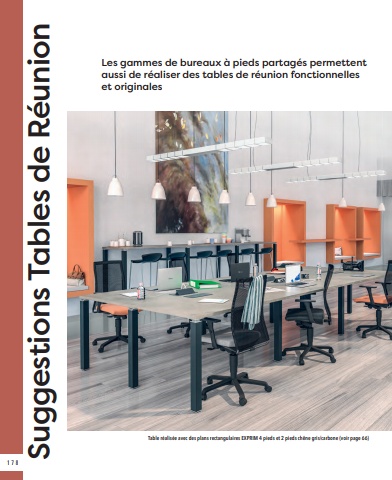 Suggestions Tables de Réunion
Les gammes de bureaux à pieds partagés permettent
aussi de réaliser des tables de réunion fonctionnelles
et originales
Table réalisée avec des plans rectangulaires EXPRIM 4 pieds et 2 pieds chêne gris/carbone (voir page 66)
178